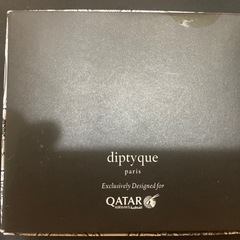 diptyque
paris
Exclusively Designed for
QATAR